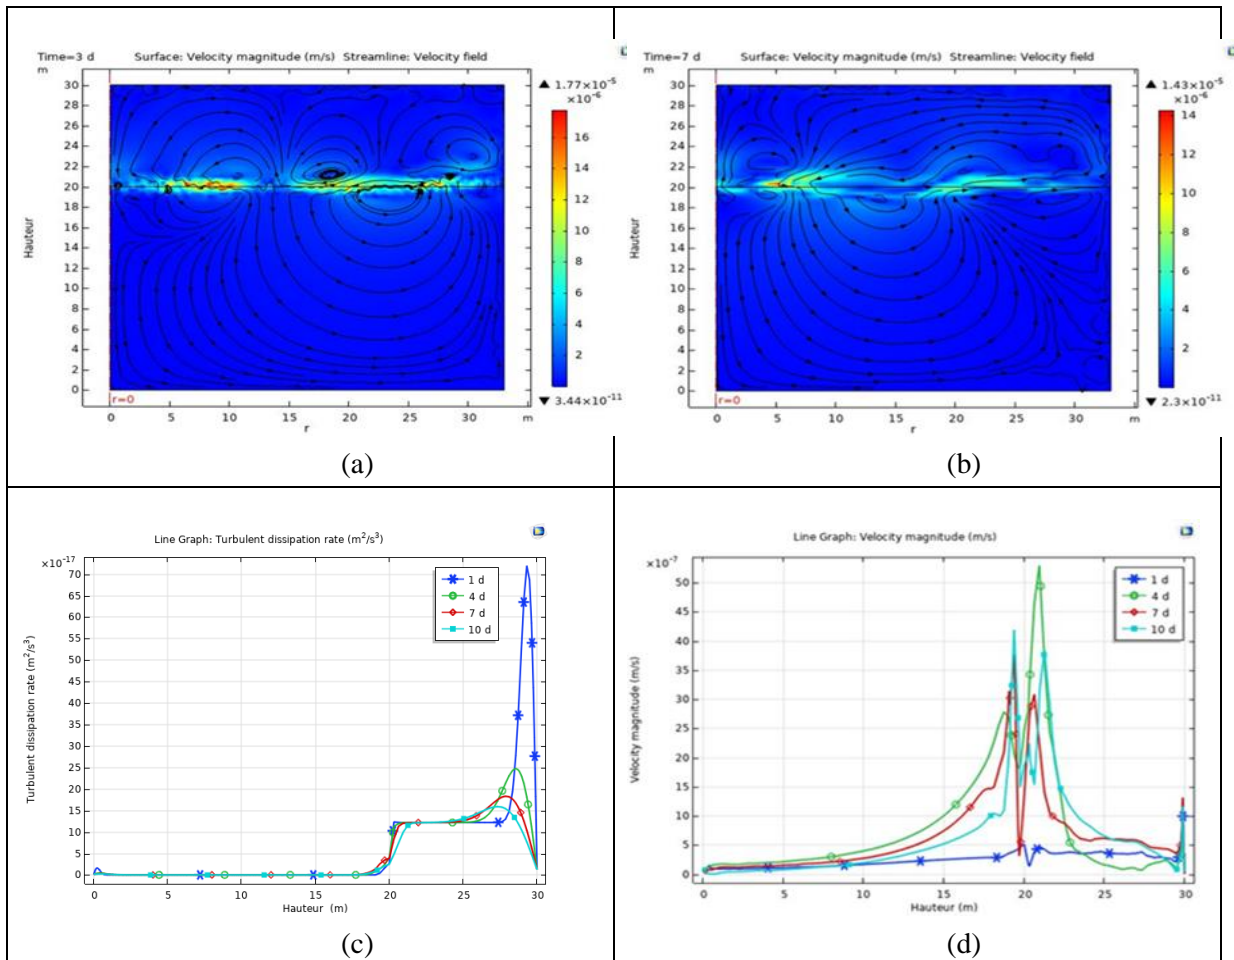 Time=3 d Surface: Velocity magnitude (m/s) Streamline: Velocity field
m
▲ 1.77×10⁻⁵
×10⁻⁶
30
28
26
24
22
20
18
16
14
12
10
8
6
4
2
0
Hauteur
16
14
12
10
8
6
4
2
▼ 3.44×10⁻¹¹
r=0
0 5 10 15 20 25 30 m
r
(a)
Time=7 d Surface: Velocity magnitude (m/s) Streamline: Velocity field
m
▲ 1.43×10⁻⁵
×10⁻⁶
30
28
26
24
22
20
18
16
14
12
10
8
6
4
2
0
Hauteur
14
12
10
8
6
4
2
▼ 2.3×10⁻¹¹
r=0
0 5 10 15 20 25 30 m
r
(b)
Line Graph: Turbulent dissipation rate (m²/s³)
×10⁻¹⁷
70
65
60
55
50
45
40
35
30
25
20
15
10
5
0
Turbulent dissipation rate (m²/s³)
1 d
4 d
7 d
10 d
0 5 10 15 20 25 30
Hauteur (m)
(c)
Line Graph: Velocity magnitude (m/s)
×10⁻⁷
50
45
40
35
30
25
20
15
10
5
0
Velocity magnitude (m/s)
1 d
4 d
7 d
10 d
0 5 10 15 20 25 30
Hauteur (m)
(d)